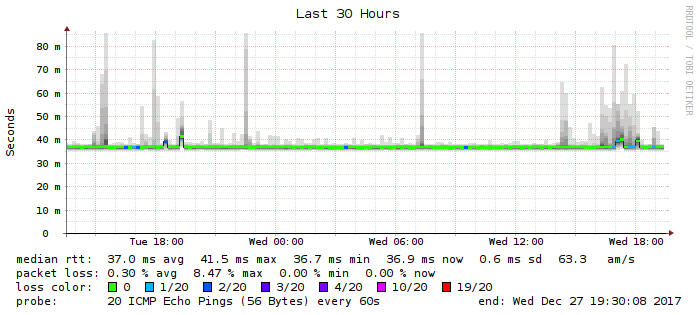 Last 30 Hours
RRDTOOL / TOBI OETIKER
Seconds
80 m
70 m
60 m
50 m
40 m
30 m
20 m
10 m
0
Tue 18:00 Wed 00:00 Wed 06:00 Wed 12:00 Wed 18:00
median rtt: 37.0 ms avg 41.5 ms max 36.7 ms min 36.9 ms now 0.6 ms sd 63.3 am/s
packet loss: 0.30 % avg 8.47 % max 0.00 % min 0.00 % now
loss color: 0 1/20 2/20 3/20 4/20 10/20 19/20
probe: 20 ICMP Echo Pings (56 Bytes) every 60s end: Wed Dec 27 19:30:08 2017